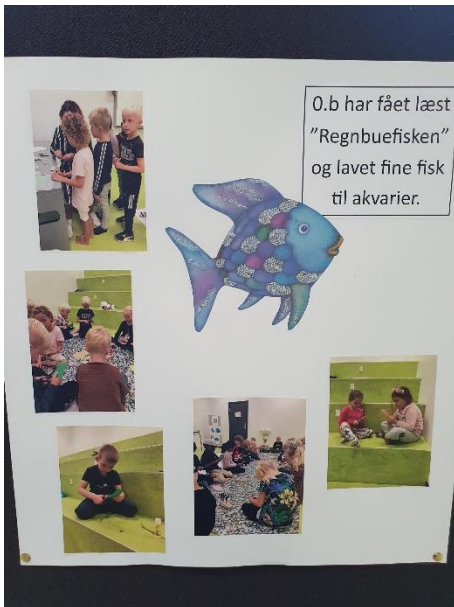 0.b har fået læst
”Regnbuefisken”
og lavet fine fisk
til akvarier.